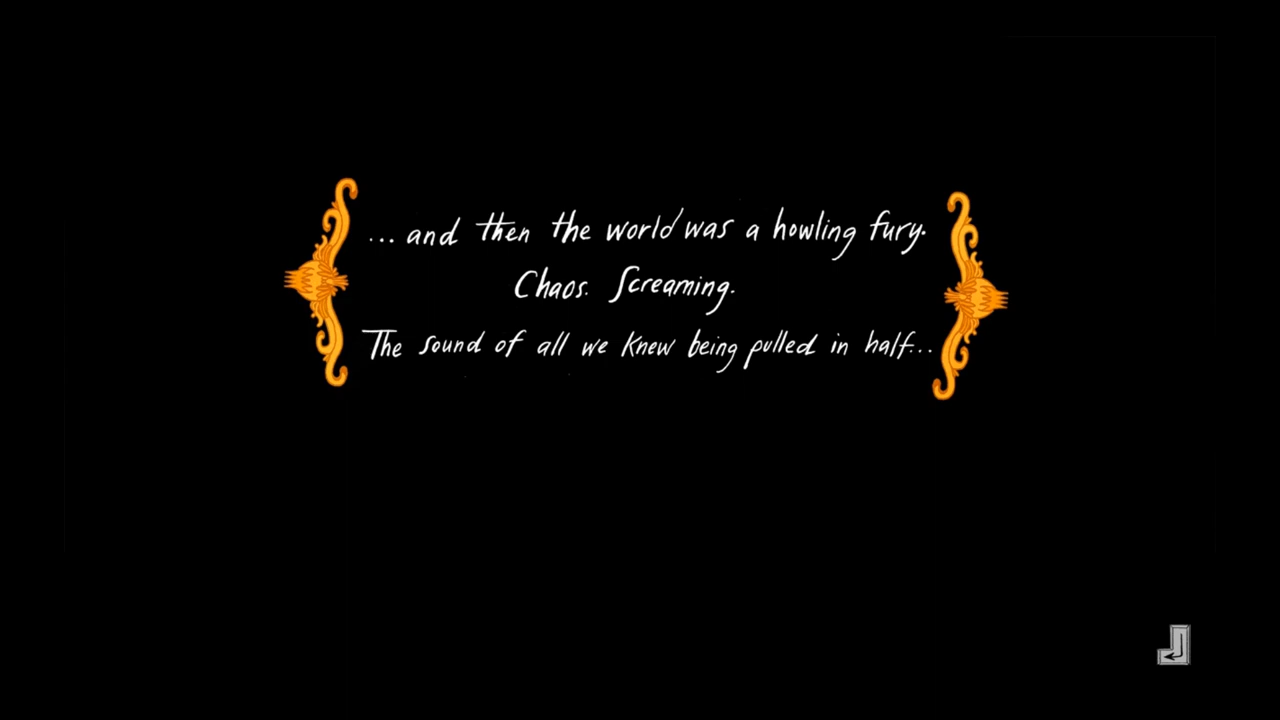 ...and then the world was a howling fury.
Chaos. Screaming.
The sound of all we knew being pulled in half...